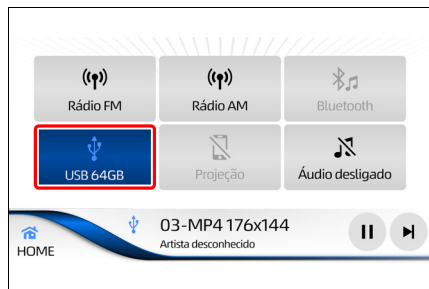 Rádio FM
Rádio AM
Bluetooth
USB 64GB
Projeção
Áudio desligado
03-MP4 176x144
Artista desconhecido
HOME